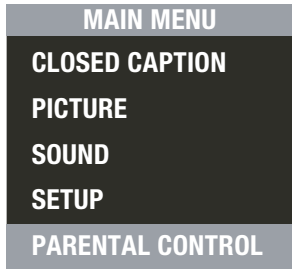 MAIN MENU
CLOSED CAPTION
PICTURE
SOUND
SETUP
PARENTAL CONTROL